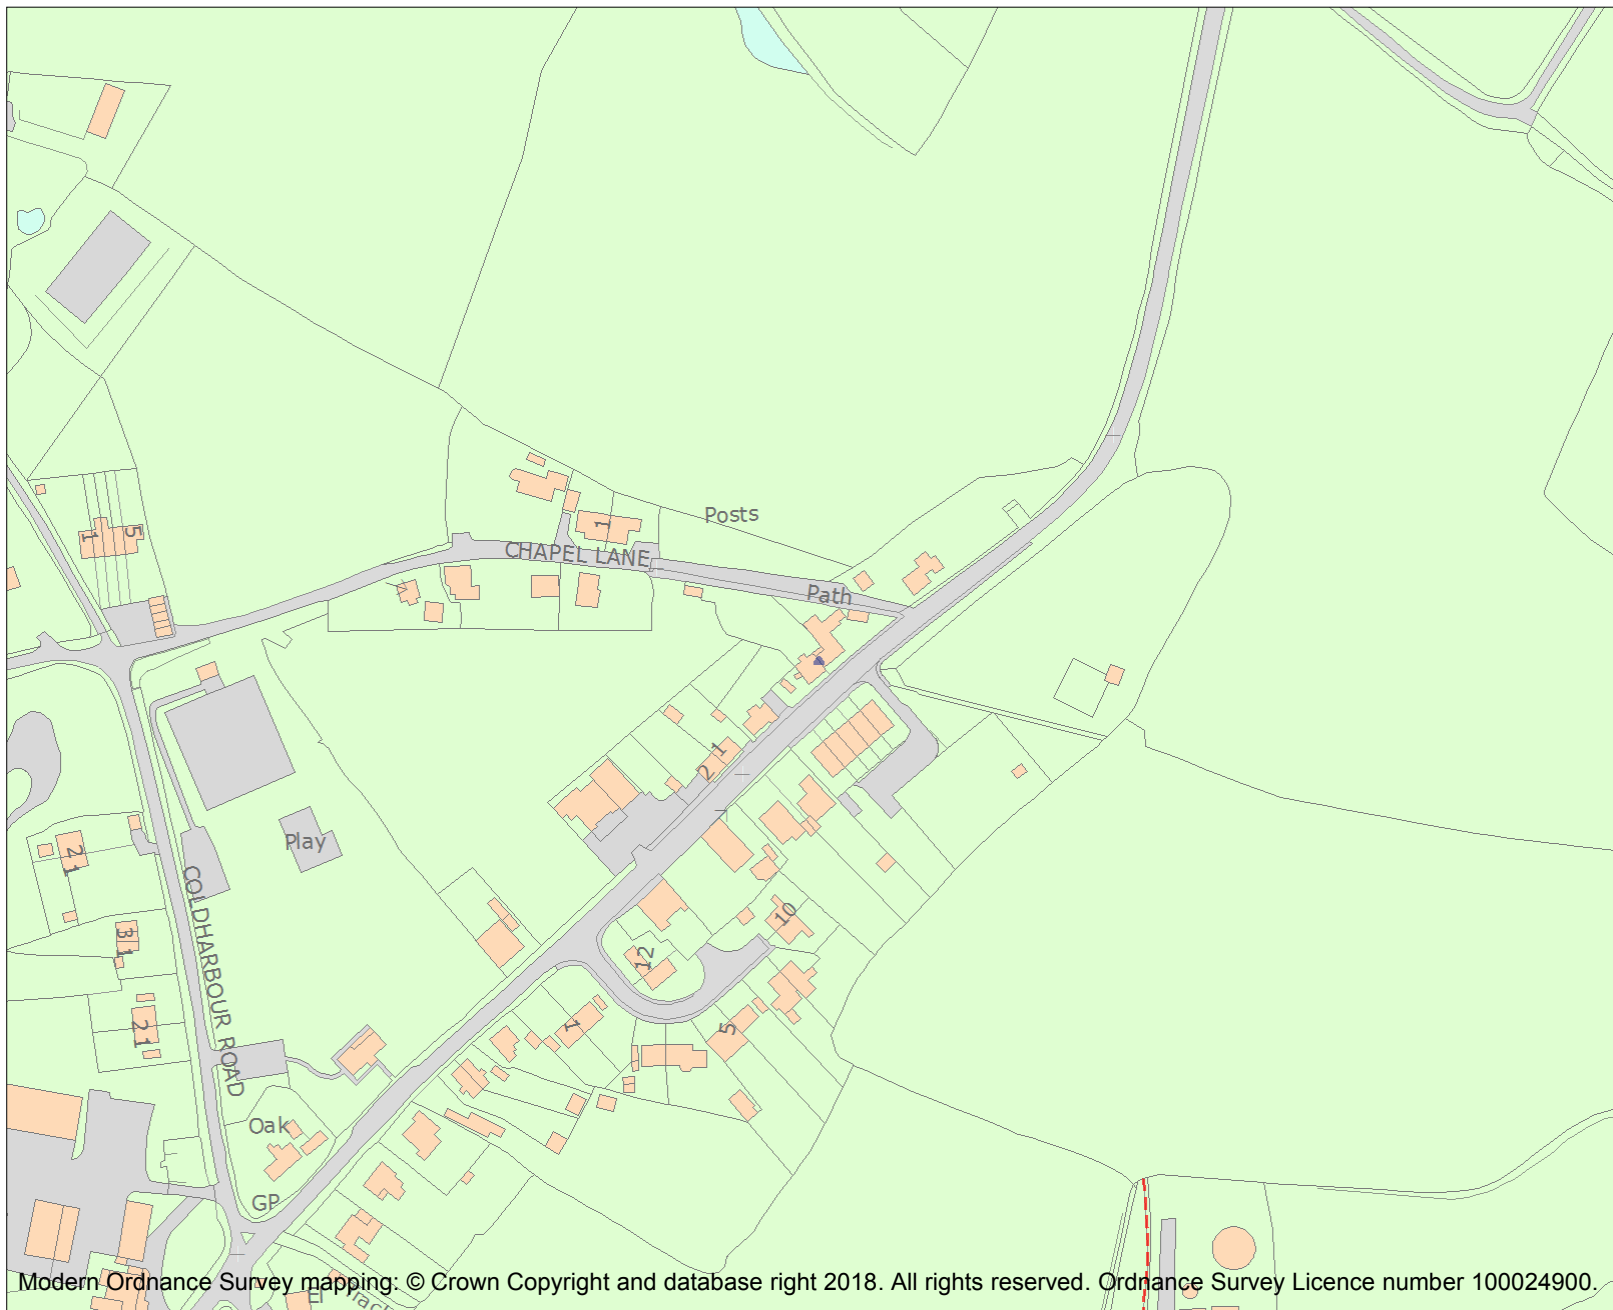 Posts
1
CHAPEL LANE
1
5
Path
1
2
Play
2
1
COLDHARBOUR ROAD
3
1
10
12
2
1
1
5
Oak
GP
El
Track
Modern Ordnance Survey mapping: © Crown Copyright and database right 2018. All rights reserved. Ordnance Survey Licence number 100024900.